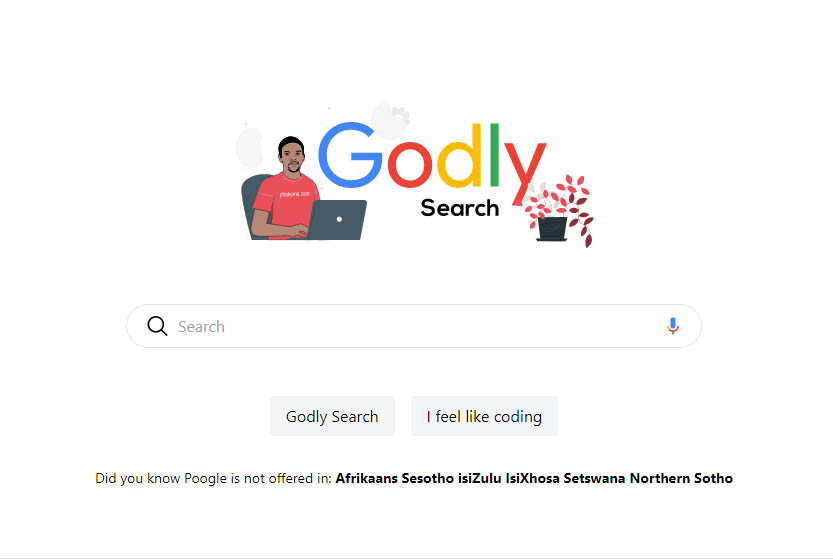 Godly
Search
Search
Godly Search
I feel like coding
Did you know Poogle is not offered in: Afrikaans Sesotho isiZulu IsiXhosa Setswana Northern Sotho